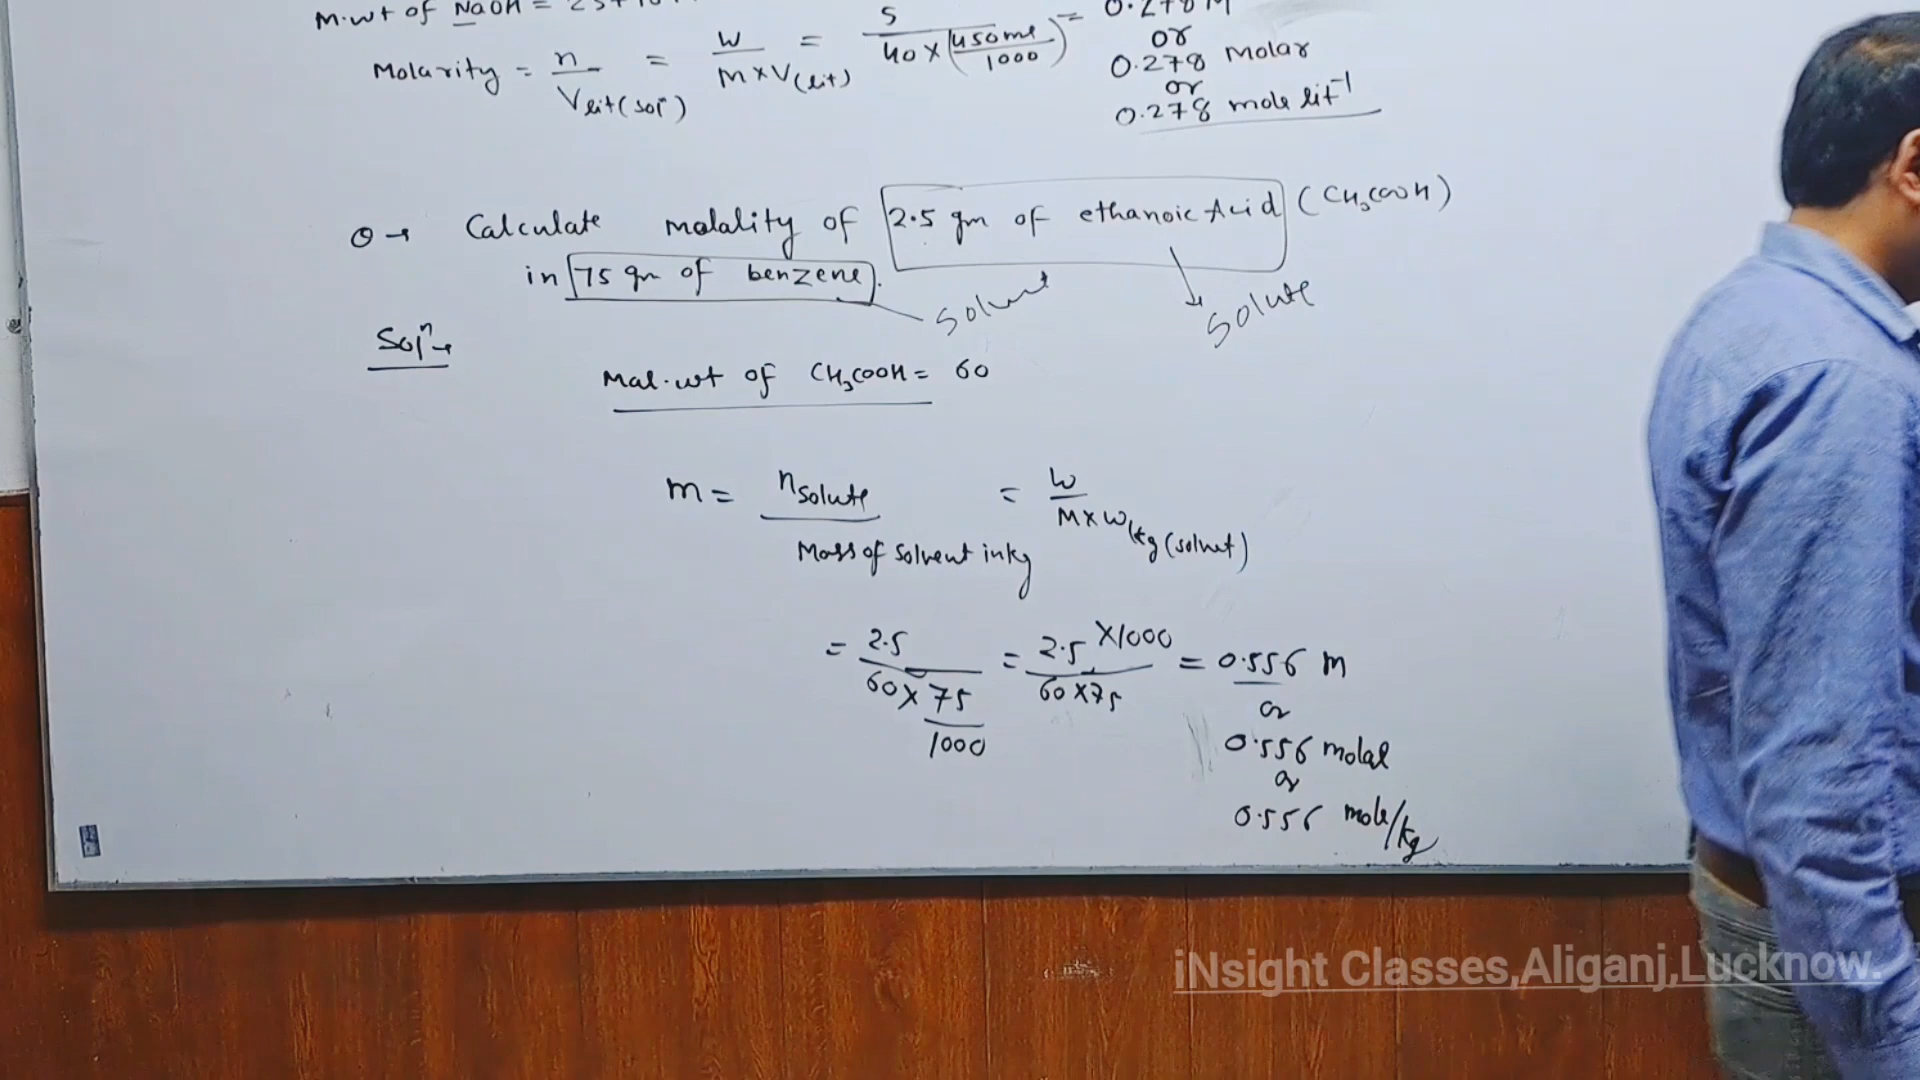 M.wt of NaOH =
Molarity = n / V lit (solⁿ) = W / M × V(lit) = 5 / 40 × (450 ml / 1000) = 0.278 M
or
0.278 molar
or
0.278 mole lit⁻¹
Q→ Calculate molality of 2.5 gm of ethanoic Acid (CH₃COOH)
in 75 gm of benzene.
Solvent
Solute
Solⁿ→
Mol.wt of CH₃COOH = 60
m = n solute / Mass of solvent in kg = W / M × W kg (solvent)
= 2.5 / 60 × 75 / 1000 = 2.5 × 1000 / 60 × 75 = 0.556 m
or
0.556 molal
or
0.556 mole/kg
iNsight Classes,Aliganj,Lucknow.